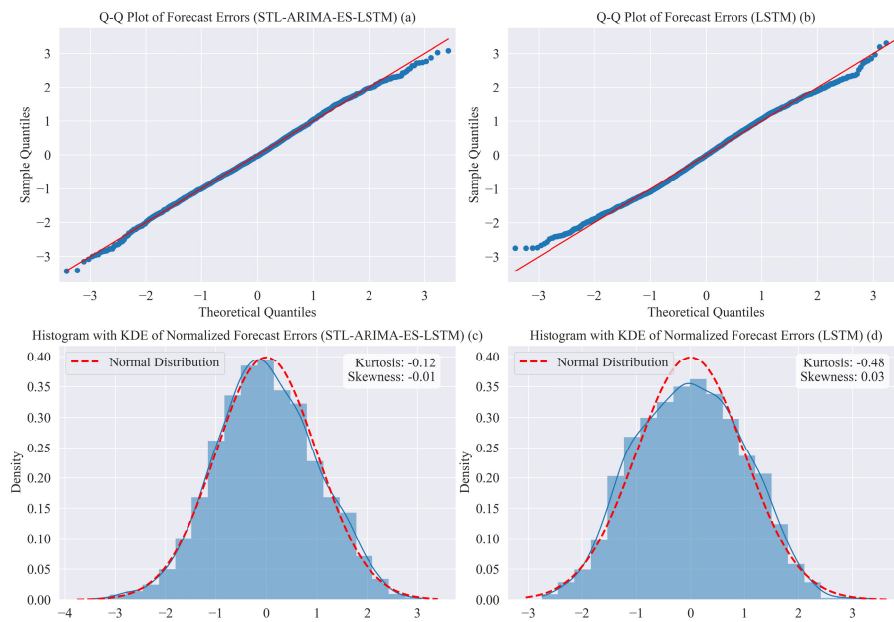 Q-Q Plot of Forecast Errors (STL-ARIMA-ES-LSTM) (a)
3
2
1
0
−1
−2
−3
Sample Quantiles
−3 −2 −1 0 1 2 3
Theoretical Quantiles
Q-Q Plot of Forecast Errors (LSTM) (b)
3
2
1
0
−1
−2
−3
Sample Quantiles
−3 −2 −1 0 1 2 3
Theoretical Quantiles
Histogram with KDE of Normalized Forecast Errors (STL-ARIMA-ES-LSTM) (c)
Normal Distribution
Kurtosis: -0.12
Skewness: -0.01
0.40
0.35
0.30
0.25
0.20
0.15
0.10
0.05
0.00
Density
−4 −3 −2 −1 0 1 2 3
Histogram with KDE of Normalized Forecast Errors (LSTM) (d)
Normal Distribution
Kurtosis: -0.48
Skewness: 0.03
0.40
0.35
0.30
0.25
0.20
0.15
0.10
0.05
0.00
Density
−3 −2 −1 0 1 2 3